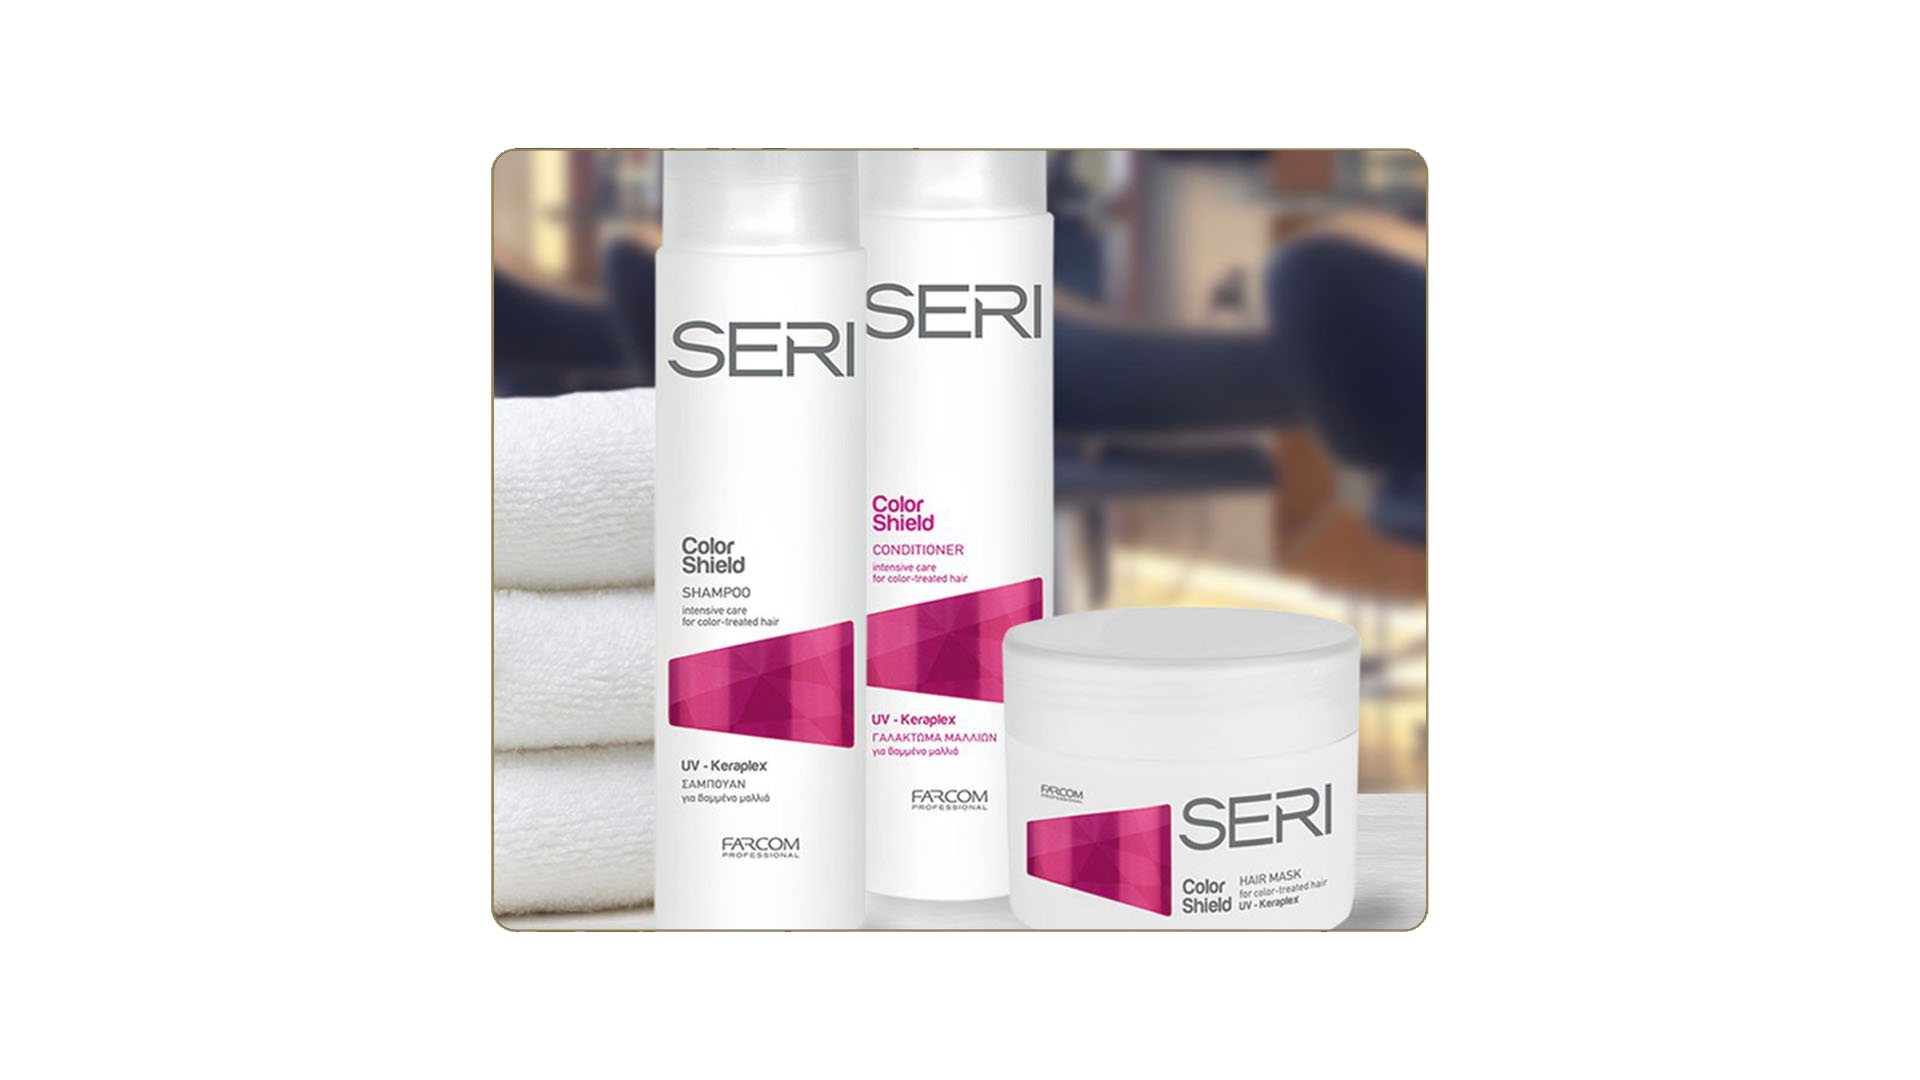 SERI
Color
Shield
SHAMPOO
intensive care
for color-treated hair
UV - Keraplex
ΣΑΜΠΟΥΑΝ
για βαμμένα μαλλιά
FARCOM
PROFESSIONAL
SERI
Color
Shield
CONDITIONER
intensive care
for color-treated hair
UV - Keraplex
ΓΑΛΑΚΤΩΜΑ ΜΑΛΛΙΩΝ
για βαμμένα μαλλιά
FARCOM
PROFESSIONAL
FARCOM
PROFESSIONAL
SERI
Color
Shield
HAIR MASK
for color-treated hair
UV - Keraplex